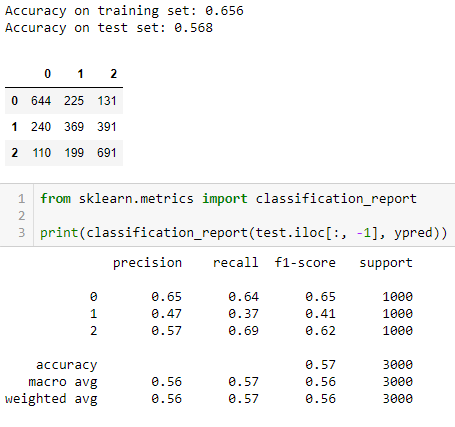 Accuracy on training set: 0.656
Accuracy on test set: 0.568
0 1 2
0 644 225 131
1 240 369 391
2 110 199 691
1 from sklearn.metrics import classification_report
2
3 print(classification_report(test.iloc[:, -1], ypred))
precision recall f1-score support
0 0.65 0.64 0.65 1000
1 0.47 0.37 0.41 1000
2 0.57 0.69 0.62 1000
accuracy 0.57 3000
macro avg 0.56 0.57 0.56 3000
weighted avg 0.56 0.57 0.56 3000